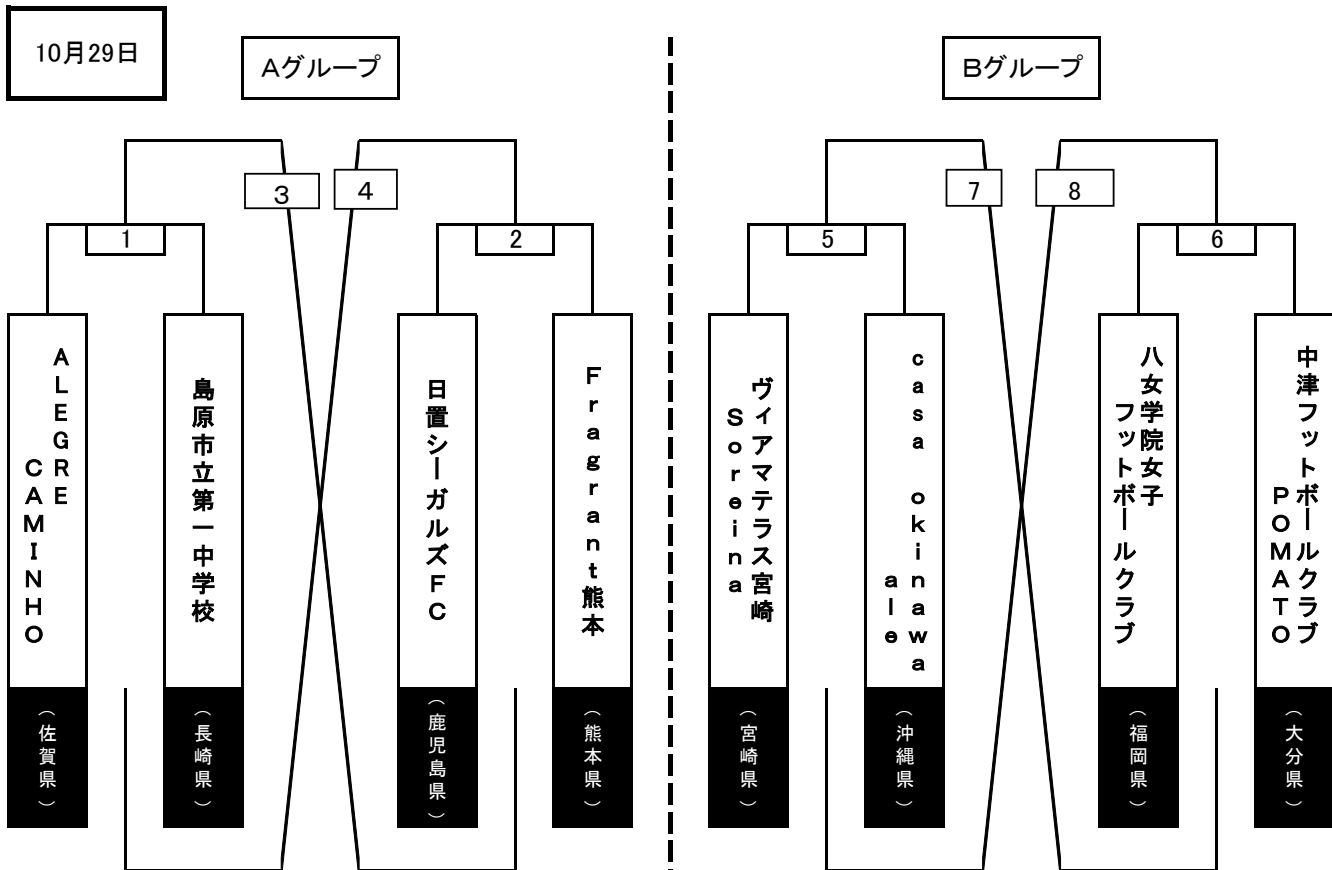 10月29日
Aグループ
Bグループ
3
4
7
8
1
2
5
6
ALEGRE
CAMINHO
島原市立第一中学校
日置シーガルズFC
Fragrant熊本
ヴィアマテラス宮崎
Soreina
casa okinawa
ale
八女学院女子
フットボールクラブ
中津フットボールクラブ
POMATO
（佐賀県）
（長崎県）
（鹿児島県）
（熊本県）
（宮崎県）
（沖縄県）
（福岡県）
（大分県）